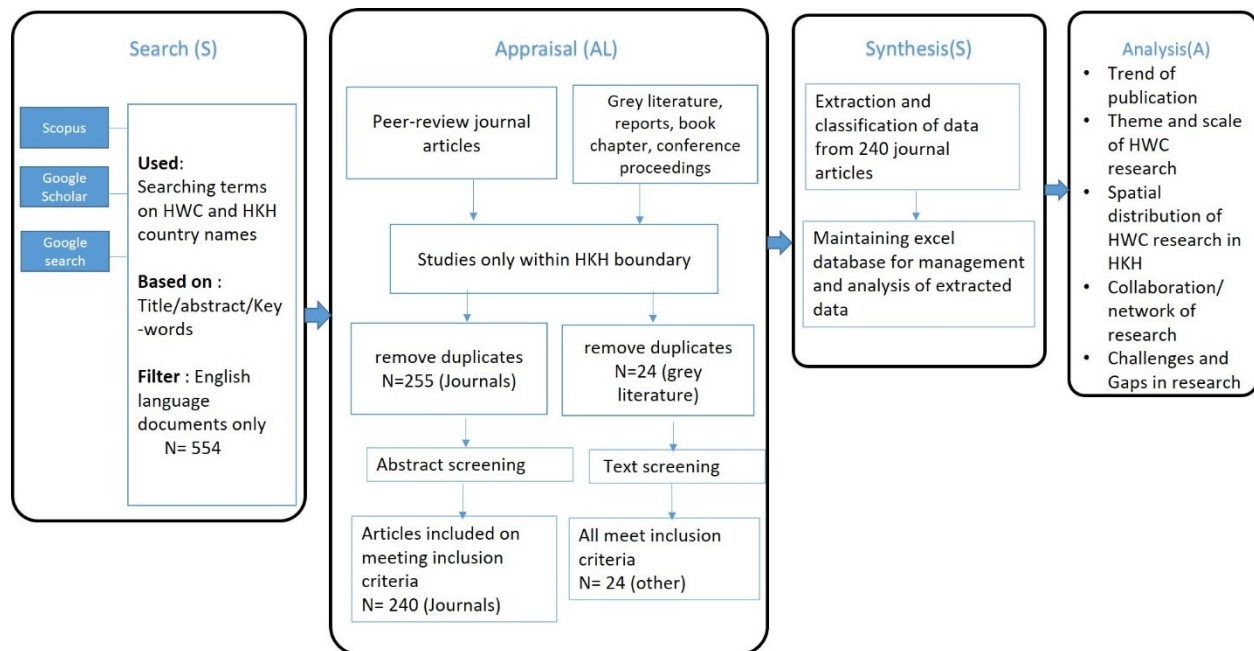 Search (S)
Scopus
Google
Scholar
Google
search
Used:
Searching terms
on HWC and HKH
country names
Based on :
Title/abstract/Key
-words
Filter : English
language
documents only
N= 554
Appraisal (AL)
Peer-review journal
articles
Grey literature,
reports, book
chapter, conference
proceedings
Studies only within HKH boundary
remove duplicates
N=255 (Journals)
remove duplicates
N=24 (grey
literature)
Abstract screening
Text screening
Articles included on
meeting inclusion
criteria
N= 240 (Journals)
All meet inclusion
criteria
N= 24 (other)
Synthesis(S)
Extraction and
classification of data
from 240 journal
articles
Maintaining excel
database for management
and analysis of extracted
data
Analysis(A)
• Trend of
publication
• Theme and scale
of HWC
research
• Spatial
distribution of
HWC research in
HKH
• Collaboration/
network of
research
• Challenges and
Gaps in research